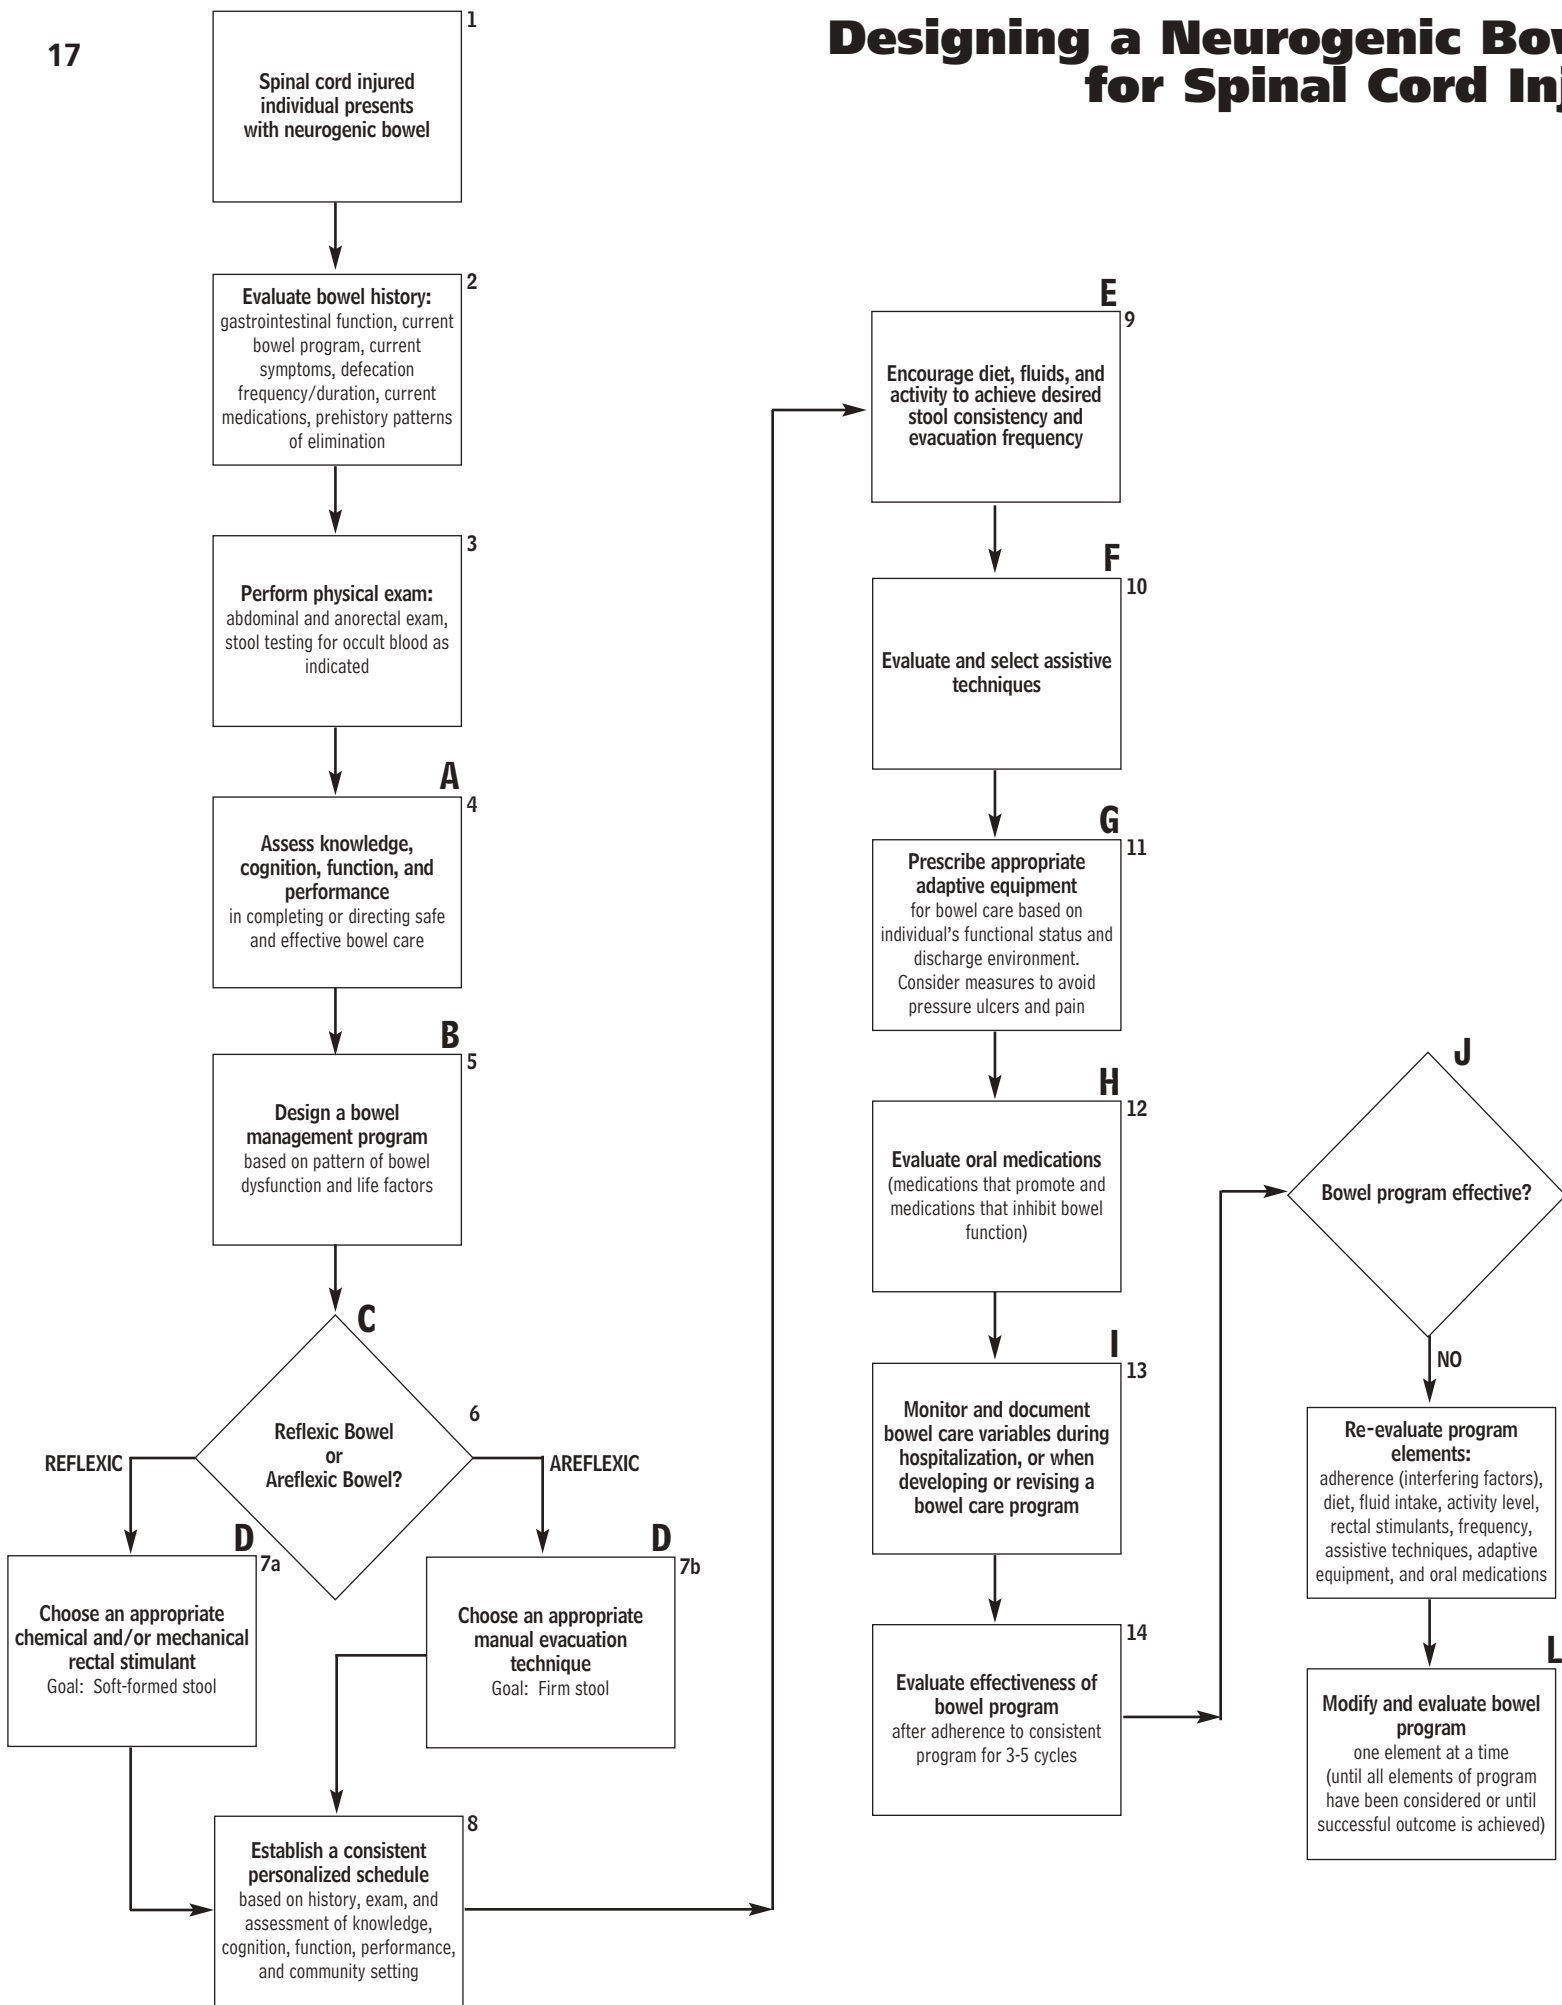 17
Designing a Neurogenic
for Spinal Cord
1
Spinal cord injured
individual presents
with neurogenic bowel
2
Evaluate bowel history:
gastrointestinal function, current
bowel program, current
symptoms, defecation
frequency/duration, current
medications, prehistory patterns
of elimination
3
Perform physical exam:
abdominal and anorectal exam,
stool testing for occult blood as
indicated
A
4
Assess knowledge,
cognition, function, and
performance
in completing or directing safe
and effective bowel care
B
5
Design a bowel
management program
based on pattern of bowel
dysfunction and life factors
C
6
Reflexic Bowel
or
Areflexic Bowel?
REFLEXIC
AREFLEXIC
D
7a
Choose an appropriate
chemical and/or mechanical
rectal stimulant
Goal: Soft-formed stool
D
7b
Choose an appropriate
manual evacuation
technique
Goal: Firm stool
8
Establish a consistent
personalized schedule
based on history, exam, and
assessment of knowledge,
cognition, function, performance,
and community setting
E
9
Encourage diet, fluids, and
activity to achieve desired
stool consistency and
evacuation frequency
F
10
Evaluate and select assistive
techniques
G
11
Prescribe appropriate
adaptive equipment
for bowel care based on
individual's functional status and
discharge environment.
Consider measures to avoid
pressure ulcers and pain
H
12
Evaluate oral medications
(medications that promote and
medications that inhibit bowel
function)
I
13
Monitor and document
bowel care variables during
hospitalization, or when
developing or revising a
bowel care program
14
Evaluate effectiveness of
bowel program
after adherence to consistent
program for 3-5 cycles
J
Bowel program effective?
NO
Re-evaluate program
elements:
adherence (interfering factors),
diet, fluid intake, activity level,
rectal stimulants, frequency,
assistive techniques, adaptive
equipment, and oral medications
L
Modify and evaluate bowel
program
one element at a time
(until all elements of program
have been considered or until
successful outcome is achieved)